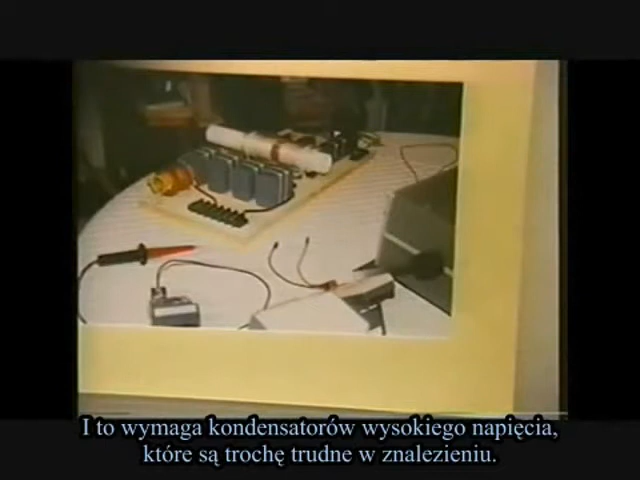 I to wymaga kondensatorów wysokiego napięcia,
które są trochę trudne w znalezieniu.